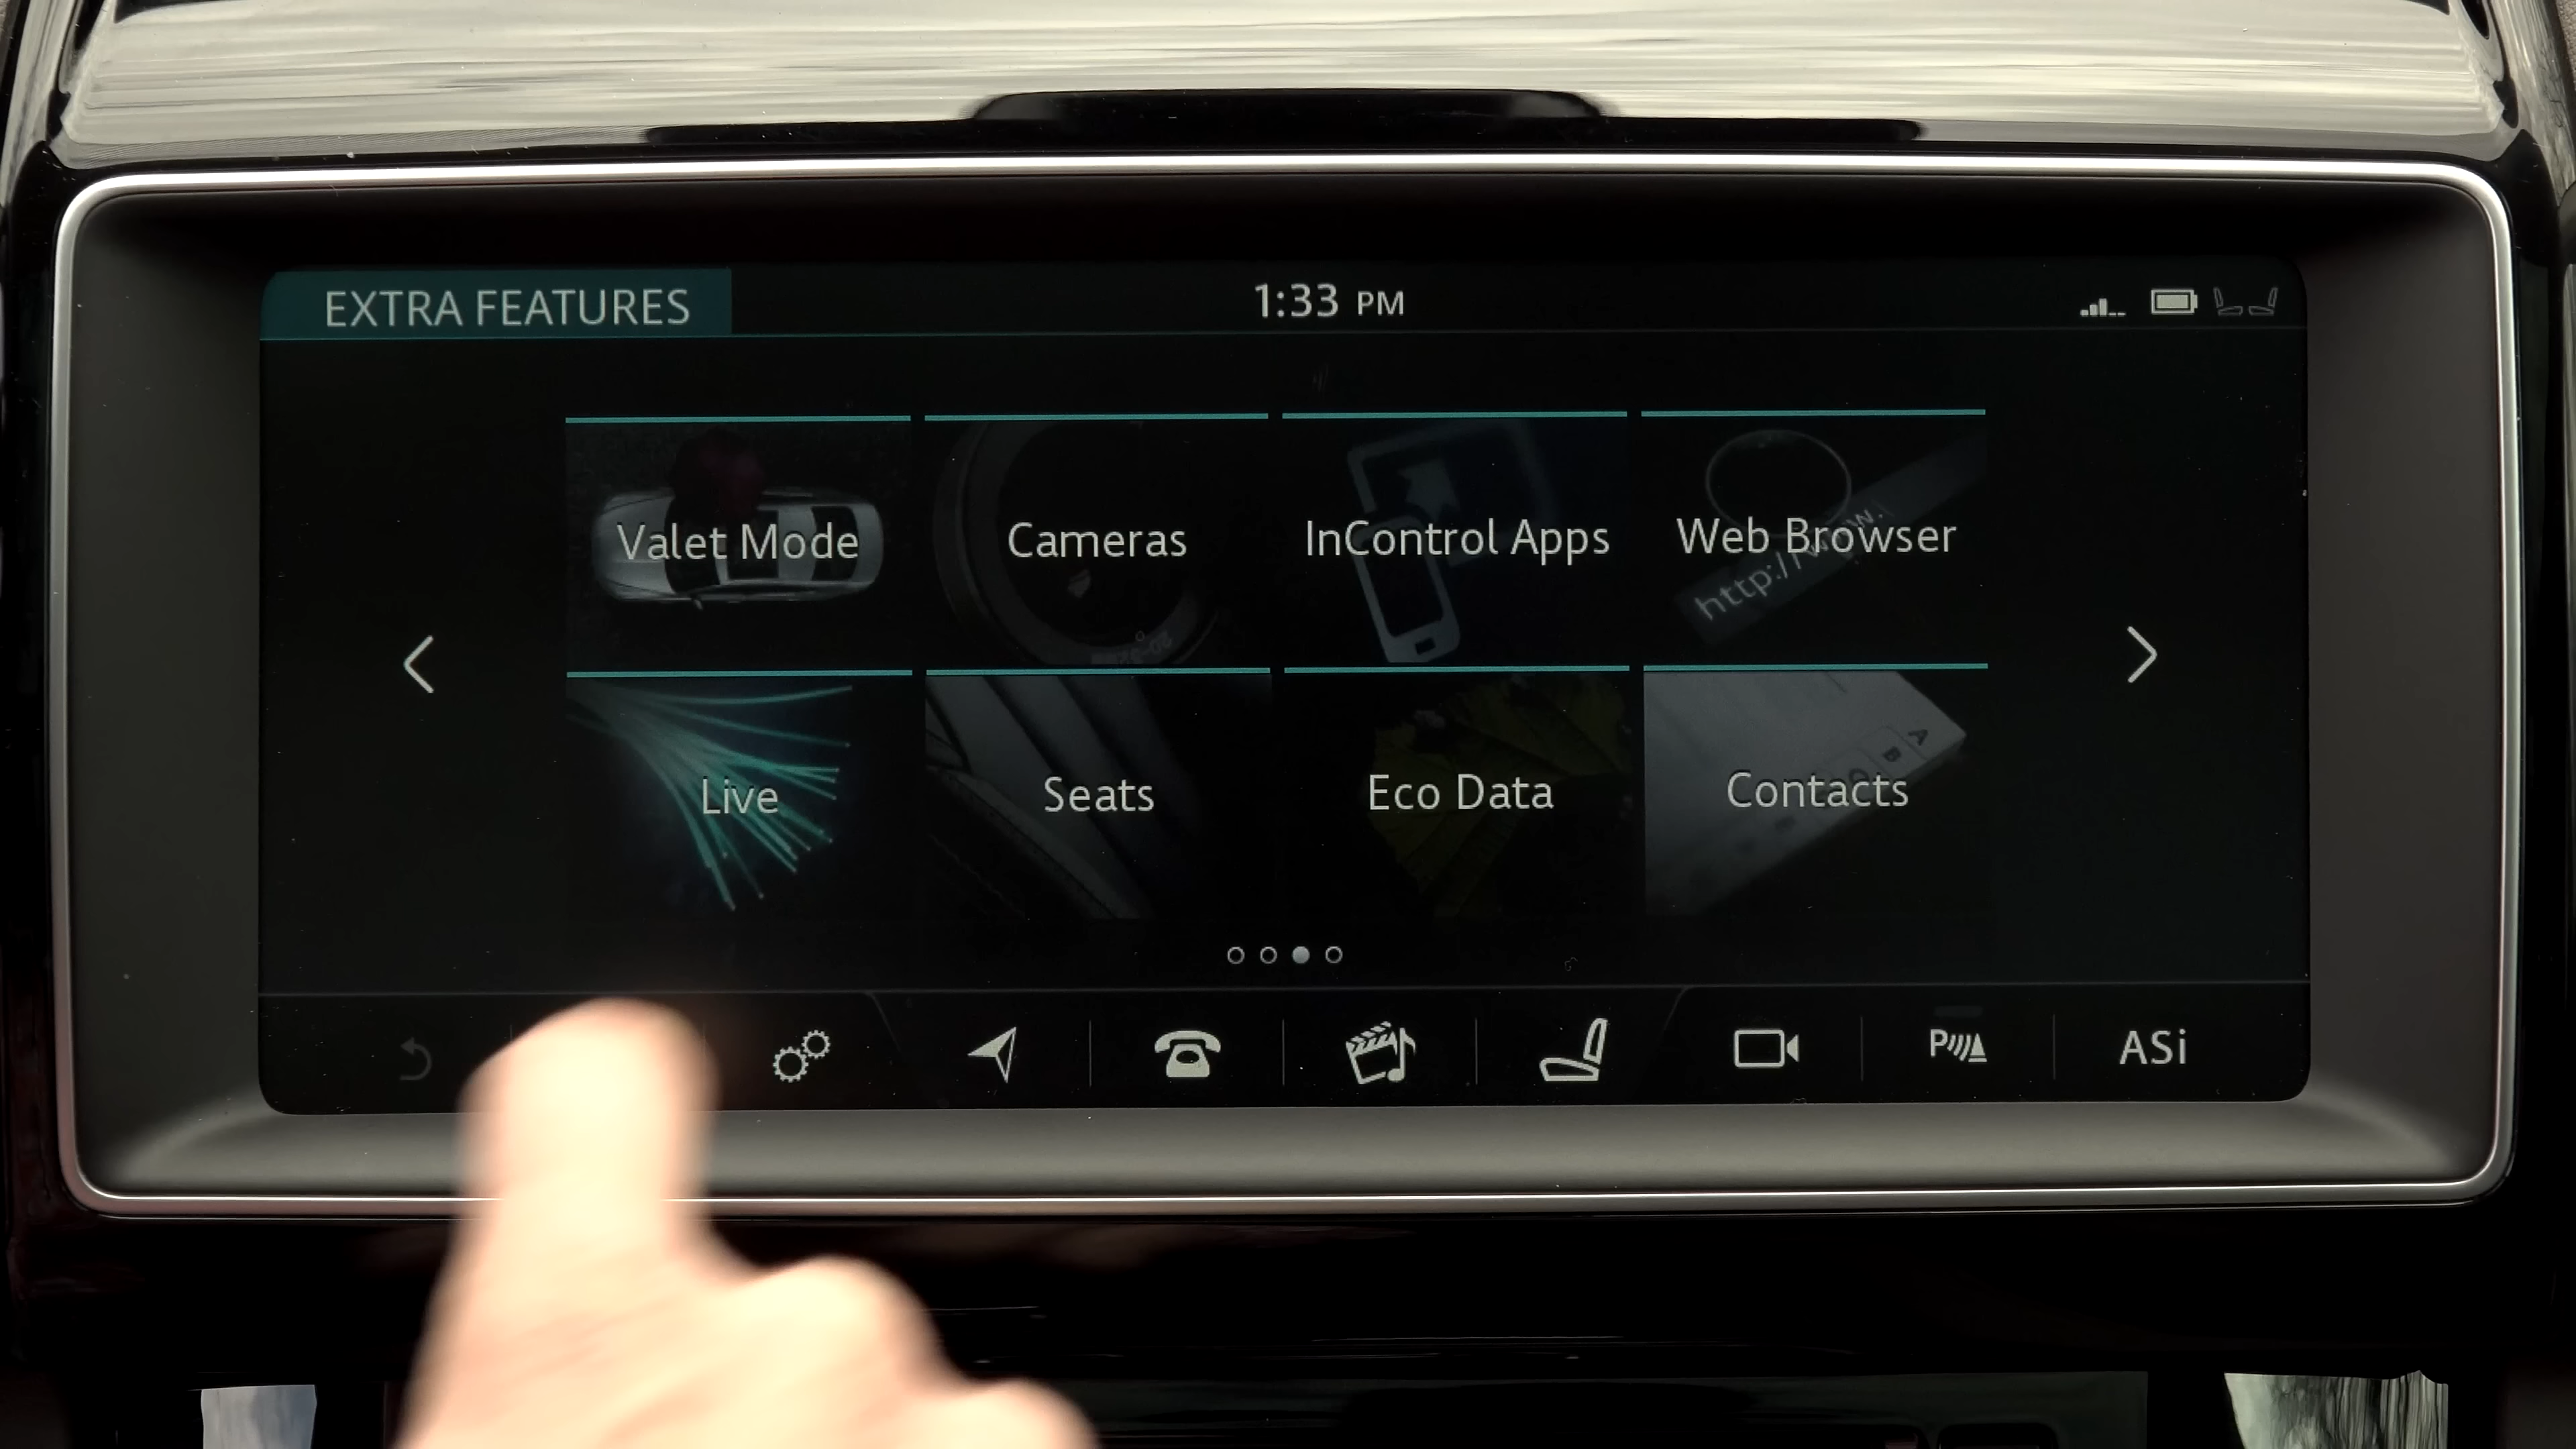 EXTRA FEATURES
1:33 PM
Valet Mode
Cameras
InControl Apps
Web Browser
http://www.
Live
Seats
Eco Data
Contacts
A
B
P
ASi